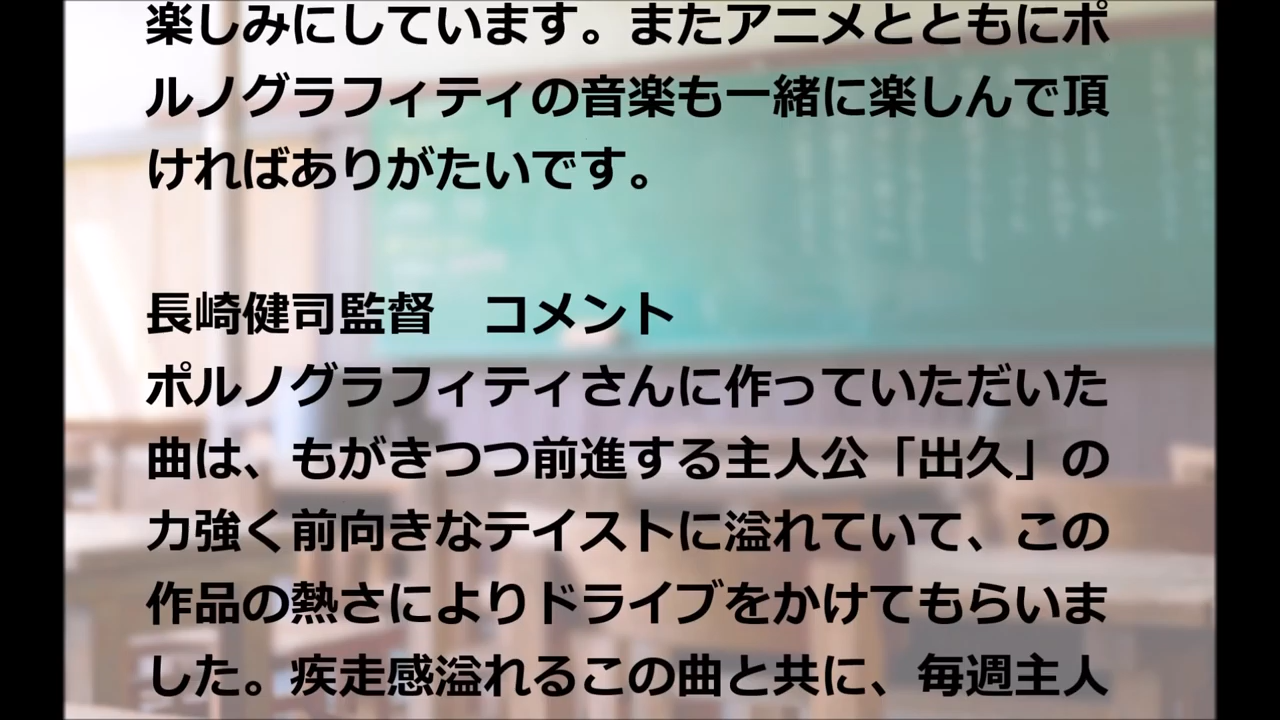 楽しみにしています。またアニメとともにポ
ルノグラフィティの音楽も一緒に楽しんで頂
ければありがたいです。
長崎健司監督　コメント
ポルノグラフィティさんに作っていただいた
曲は、もがきつつ前進する主人公「出久」の
力強く前向きなテイストに溢れていて、この
作品の熱さによりドライブをかけてもらいま
した。疾走感溢れるこの曲と共に、毎週主人